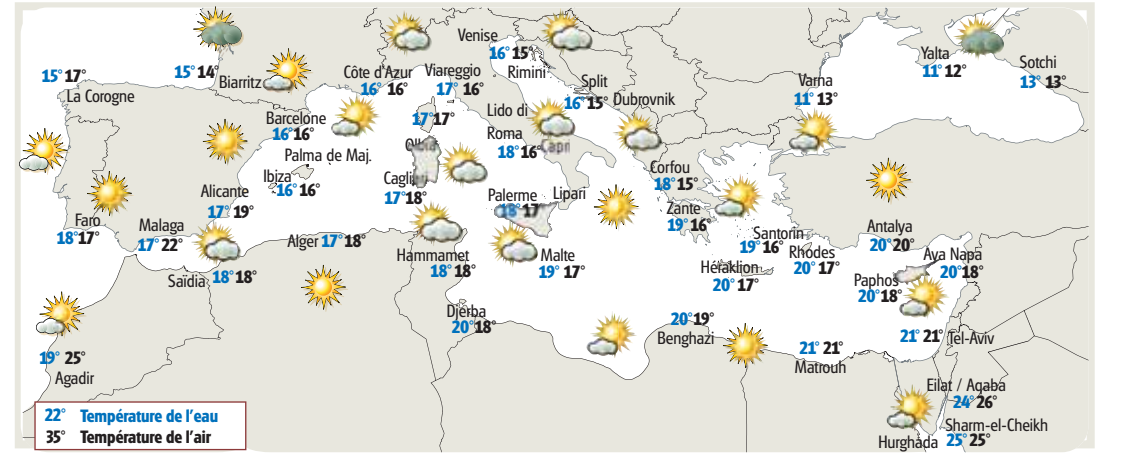 Venise
16° 15°
Rimini
Yalta
11° 12°
Sotchi
13° 13°
15° 17°
La Corogne
15° 14°
Biarritz
Côte d'Azur
16° 16°
Viareggio
17° 16°
Split
16° 15°
Dubrovnik
Varna
11° 13°
Barcelone
16° 16°
17° 17°
Olbia
Lido di
Roma
18° 16°
Capri
Palma de Maj.
Ibiza
16° 16°
Cagliari
17° 18°
Corfou
18° 15°
Alicante
17° 19°
Palerme
18° 17°
Lipari
Zante
19° 16°
Faro
18° 17°
Malaga
17° 22°
Alger 17° 18°
Santorin
19° 16°
Antalya
20° 20°
Saïdia
18° 18°
Hammamet
18° 18°
Malte
19° 17°
Héraklion
20° 17°
Rhodes
20° 17°
Aya Napa
20° 18°
Paphos
20° 18°
Djerba
20° 18°
20° 19°
Benghazi
21° 21°
Matrouh
21° 21°
Tel-Aviv
19° 25°
Agadir
Eilat / Aqaba
24° 26°
Sharm-el-Cheikh
25° 25°
Hurghada
22° Température de l'eau
35° Température de l'air